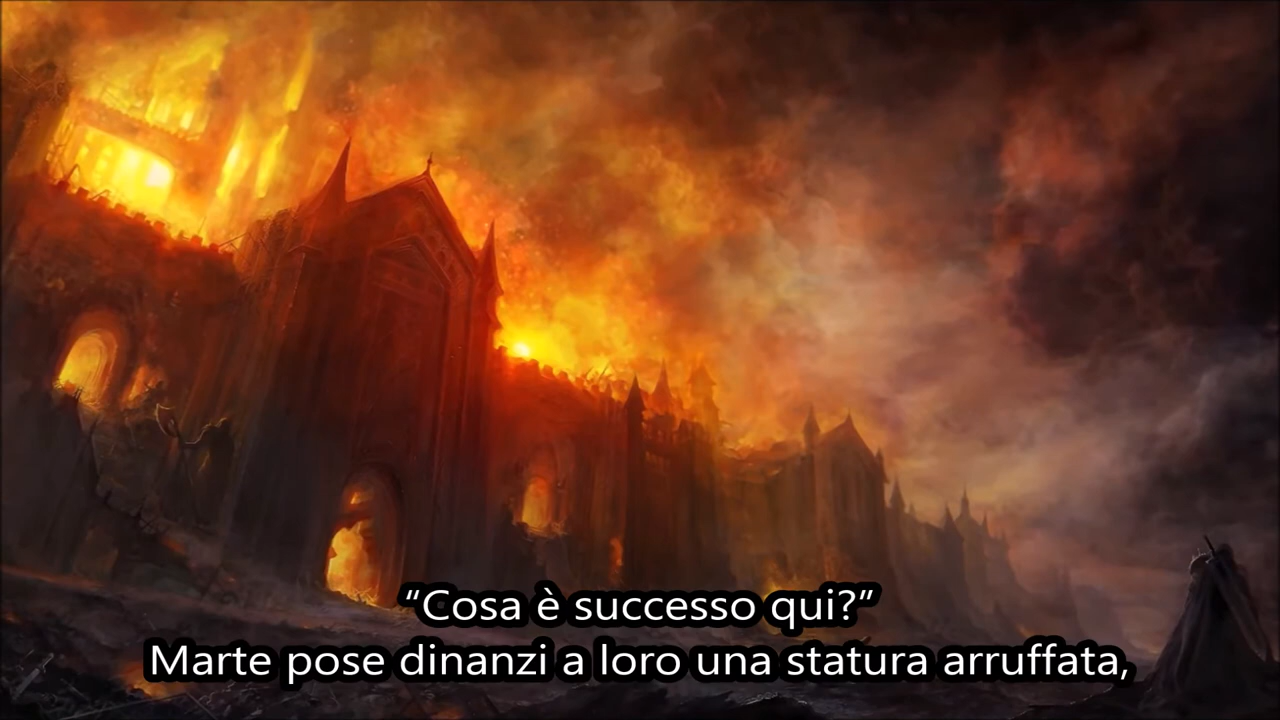 “Cosa è successo qui?”
Marte pose dinanzi a loro una statura arruffata,